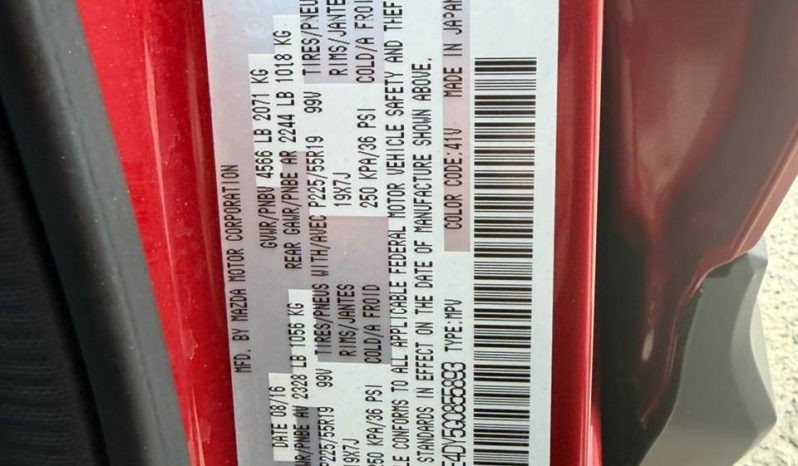 MFD. BY MAZDA MOTOR CORPORATION
DATE 08/16 GVWR/PNBV 4566 LB 2071 KG
GAWR/PNBE AV 2328 LB 1056 KG REAR GAWR/PNBE AR 2244 LB 1018 KG
P225/55R19 99V TIRES/PNEUS WITH/AVEC P225/55R19 99V TIRES/PNEU
19X7J RIMS/JANTES 19X7J RIMS/JANTES
250 KPA/36 PSI COLD/A FROID 250 KPA/36 PSI COLD/A FROID
CONFORMS TO ALL APPLICABLE FEDERAL MOTOR VEHICLE SAFETY AND THEF
STANDARDS IN EFFECT ON THE DATE OF MANUFACTURE SHOWN ABOVE.
TYPE:MPV COLOR CODE:41V MADE IN JAPAN